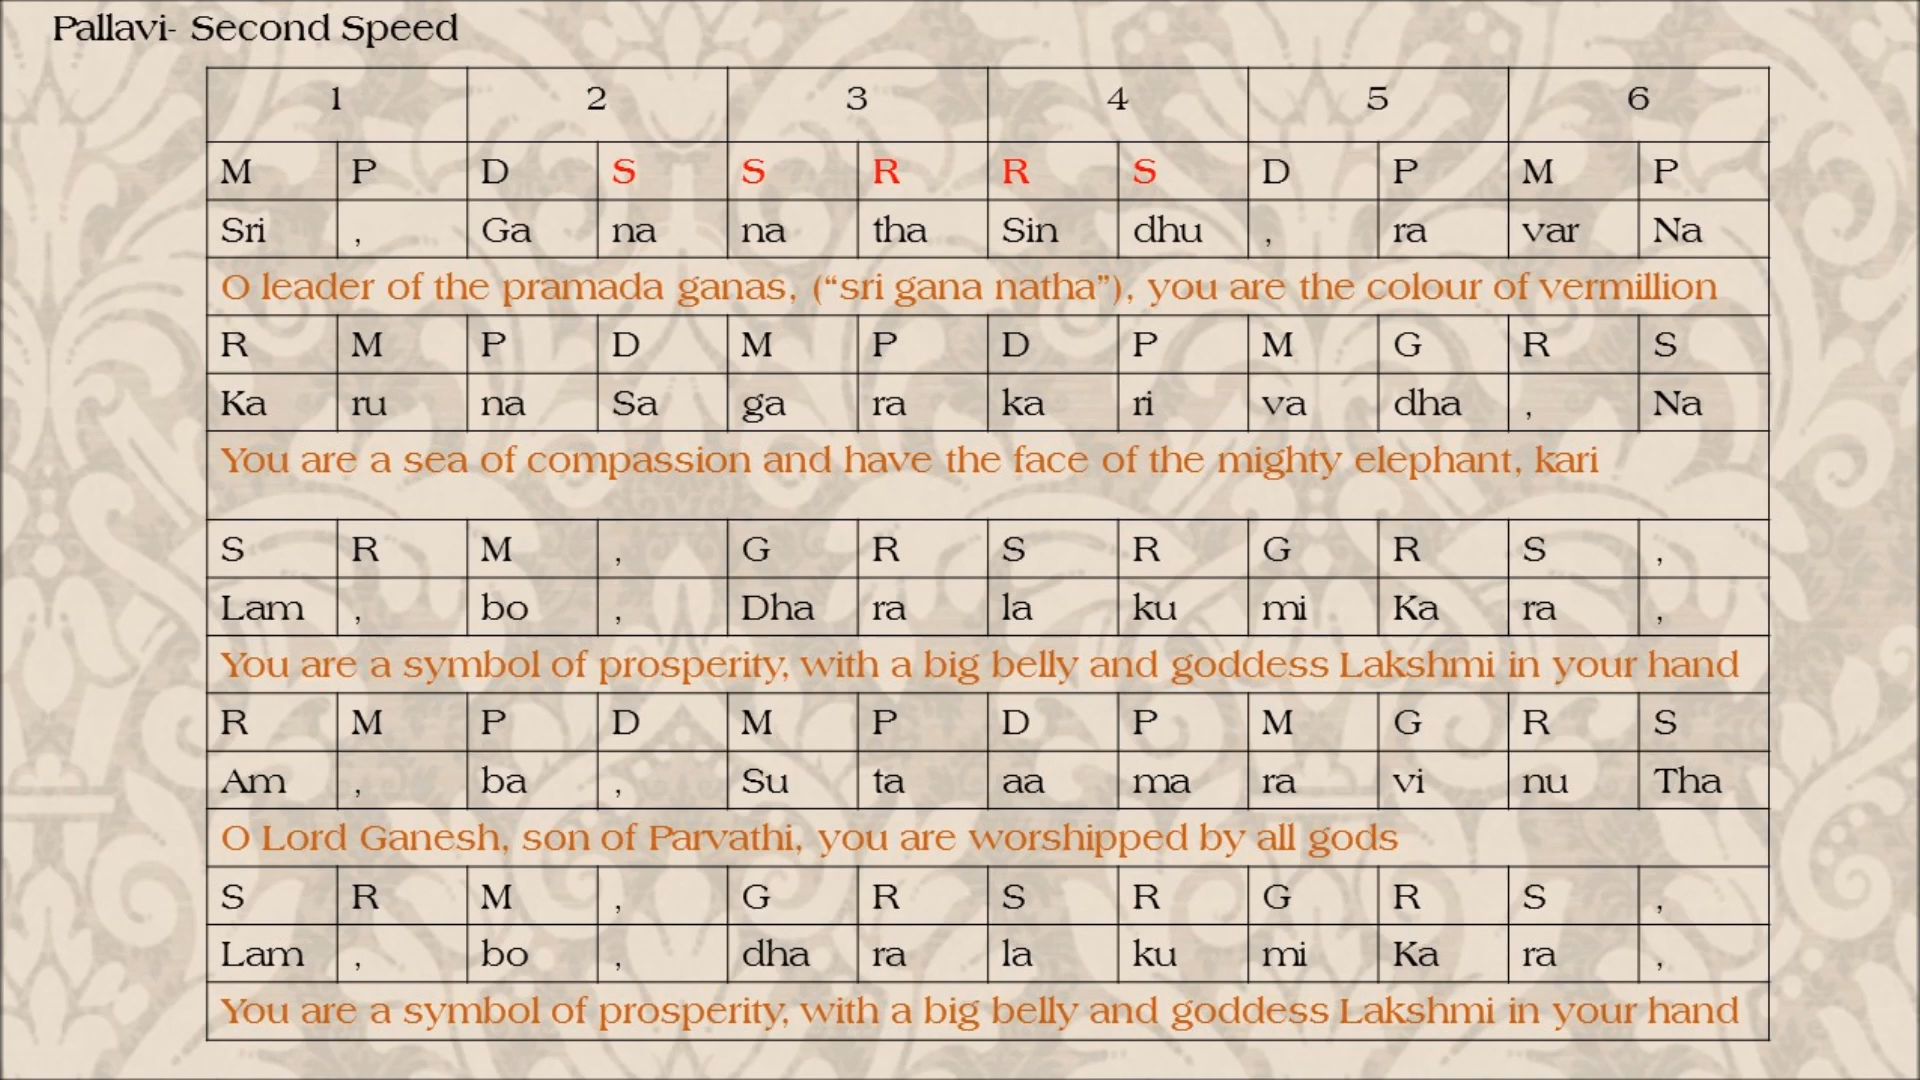 Pallavi- Second Speed
1 2 3 4 5 6
M P D S S R R S D P M P
Sri , Ga na na tha Sin dhu , ra var Na
O leader of the pramada ganas, (“sri gana natha”), you are the colour of vermillion
R M P D M P D P M G R S
Ka ru na Sa ga ra ka ri va dha , Na
You are a sea of compassion and have the face of the mighty elephant, kari
S R M , G R S R G R S ,
Lam , bo , Dha ra la ku mi Ka ra ,
You are a symbol of prosperity, with a big belly and goddess Lakshmi in your hand
R M P D M P D P M G R S
Am , ba , Su ta aa ma ra vi nu Tha
O Lord Ganesh, son of Parvathi, you are worshipped by all gods
S R M , G R S R G R S ,
Lam , bo , dha ra la ku mi Ka ra ,
You are a symbol of prosperity, with a big belly and goddess Lakshmi in your hand